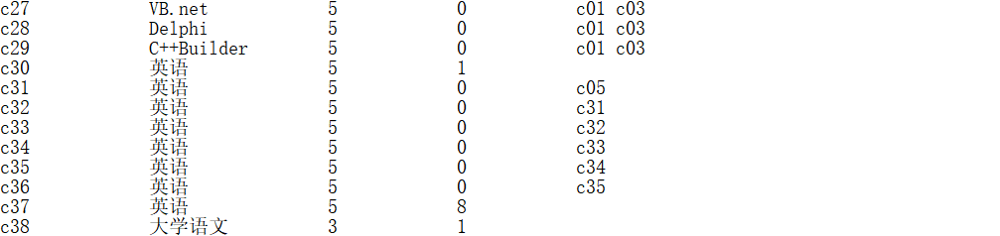 c27 VB.net 5 0 c01 c03
c28 Delphi 5 0 c01 c03
c29 C++Builder 5 0 c01 c03
c30 英语 5 1
c31 英语 5 0 c05
c32 英语 5 0 c31
c33 英语 5 0 c32
c34 英语 5 0 c33
c35 英语 5 0 c34
c36 英语 5 0 c35
c37 英语 5 8
c38 大学语文 3 1